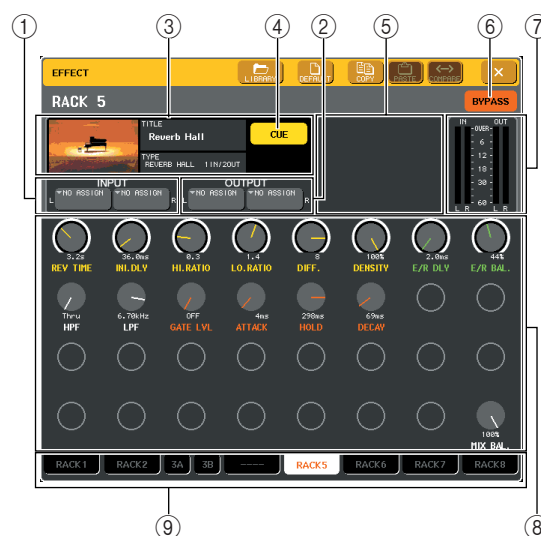 ① ③ ④ ② ⑤ ⑥ ⑦
EFFECT LIBRARY DEFAULT COPY PASTE COMPARE ×
RACK 5 BYPASS
TITLE
Reverb Hall
CUE
TYPE
REVERB HALL 1IN/2OUT
IN OUT
-OVER-
6
12
18
30
60
L R L R
INPUT OUTPUT
L NO ASSIGN NO ASSIGN R L NO ASSIGN NO ASSIGN R
3.2s 36.0ms 0.3 1.4 8 100% 2.0ms 44%
REV TIME INI.DLY HI.RATIO LO.RATIO DIFF. DENSITY E/R DLY E/R BAL.
Thru 6.70kHz OFF 4ms 298ms 69ms
HPF LPF GATE LVL ATTACK HOLD DECAY
100%
MIX BAL.
RACK1 RACK2 3A 3B ---- RACK5 RACK6 RACK7 RACK8
⑨ ⑧